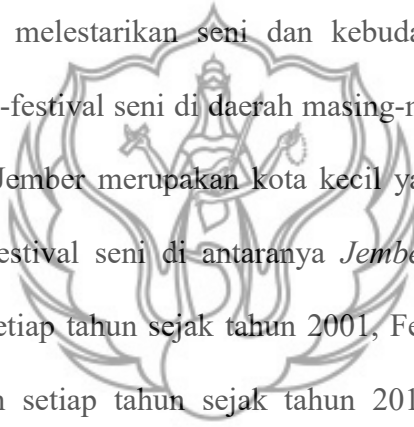 melestarikan seni dan kebuda
-festival seni di daerah masing-m
Jember merupakan kota kecil ya
estival seni di antaranya Jembe
etiap tahun sejak tahun 2001, Fe
n setiap tahun sejak tahun 201